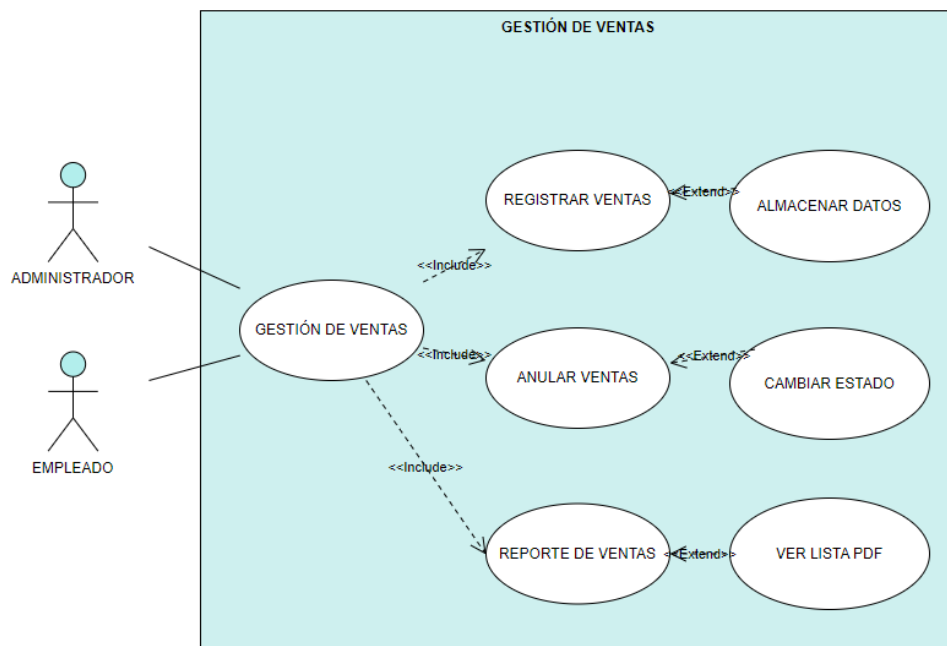 GESTIÓN DE VENTAS
REGISTRAR VENTAS
<<Extend>>
ALMACENAR DATOS
ADMINISTRADOR
<<Include>>
GESTIÓN DE VENTAS
<<Include>>
ANULAR VENTAS
<<Extend>>
CAMBIAR ESTADO
EMPLEADO
<<Include>>
REPORTE DE VENTAS
<<Extend>>
VER LISTA PDF